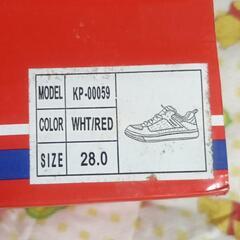 MODEL KP-00059
COLOR WHT/RED
SIZE 28.0